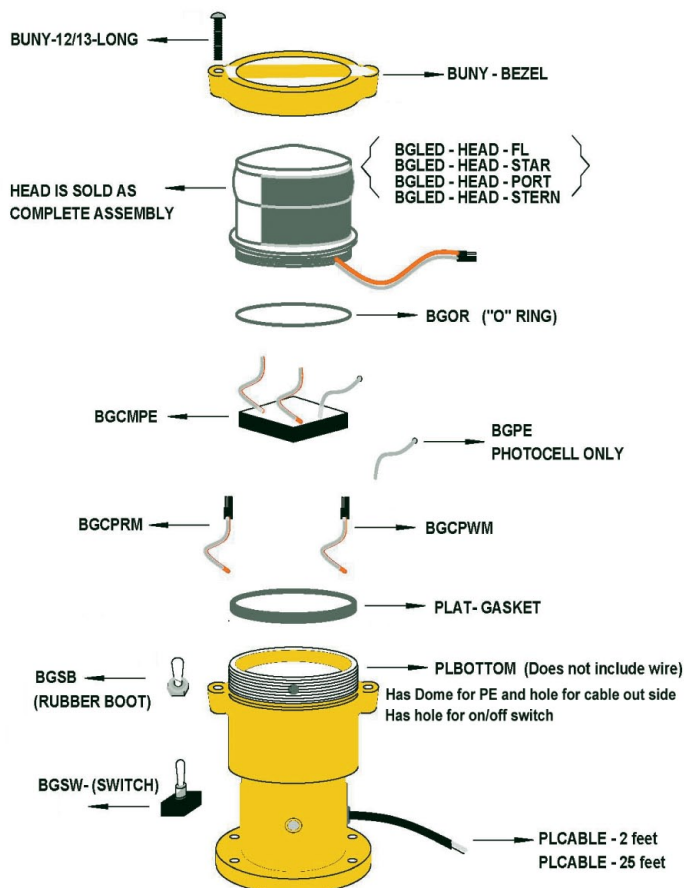 BUNY-12/13-LONG
BUNY - BEZEL
BGLED - HEAD - FL
BGLED - HEAD - STAR
BGLED - HEAD - PORT
BGLED - HEAD - STERN
HEAD IS SOLD AS
COMPLETE ASSEMBLY
BGOR ("O" RING)
BGCMPE
BGPE
PHOTOCELL ONLY
BGCPRM
BGCPWM
PLAT- GASKET
BGSB
(RUBBER BOOT)
PLBOTTOM (Does not include wire)
Has Dome for PE and hole for cable out side
Has hole for on/off switch
BGSW- (SWITCH)
PLCABLE - 2 feet
PLCABLE - 25 feet